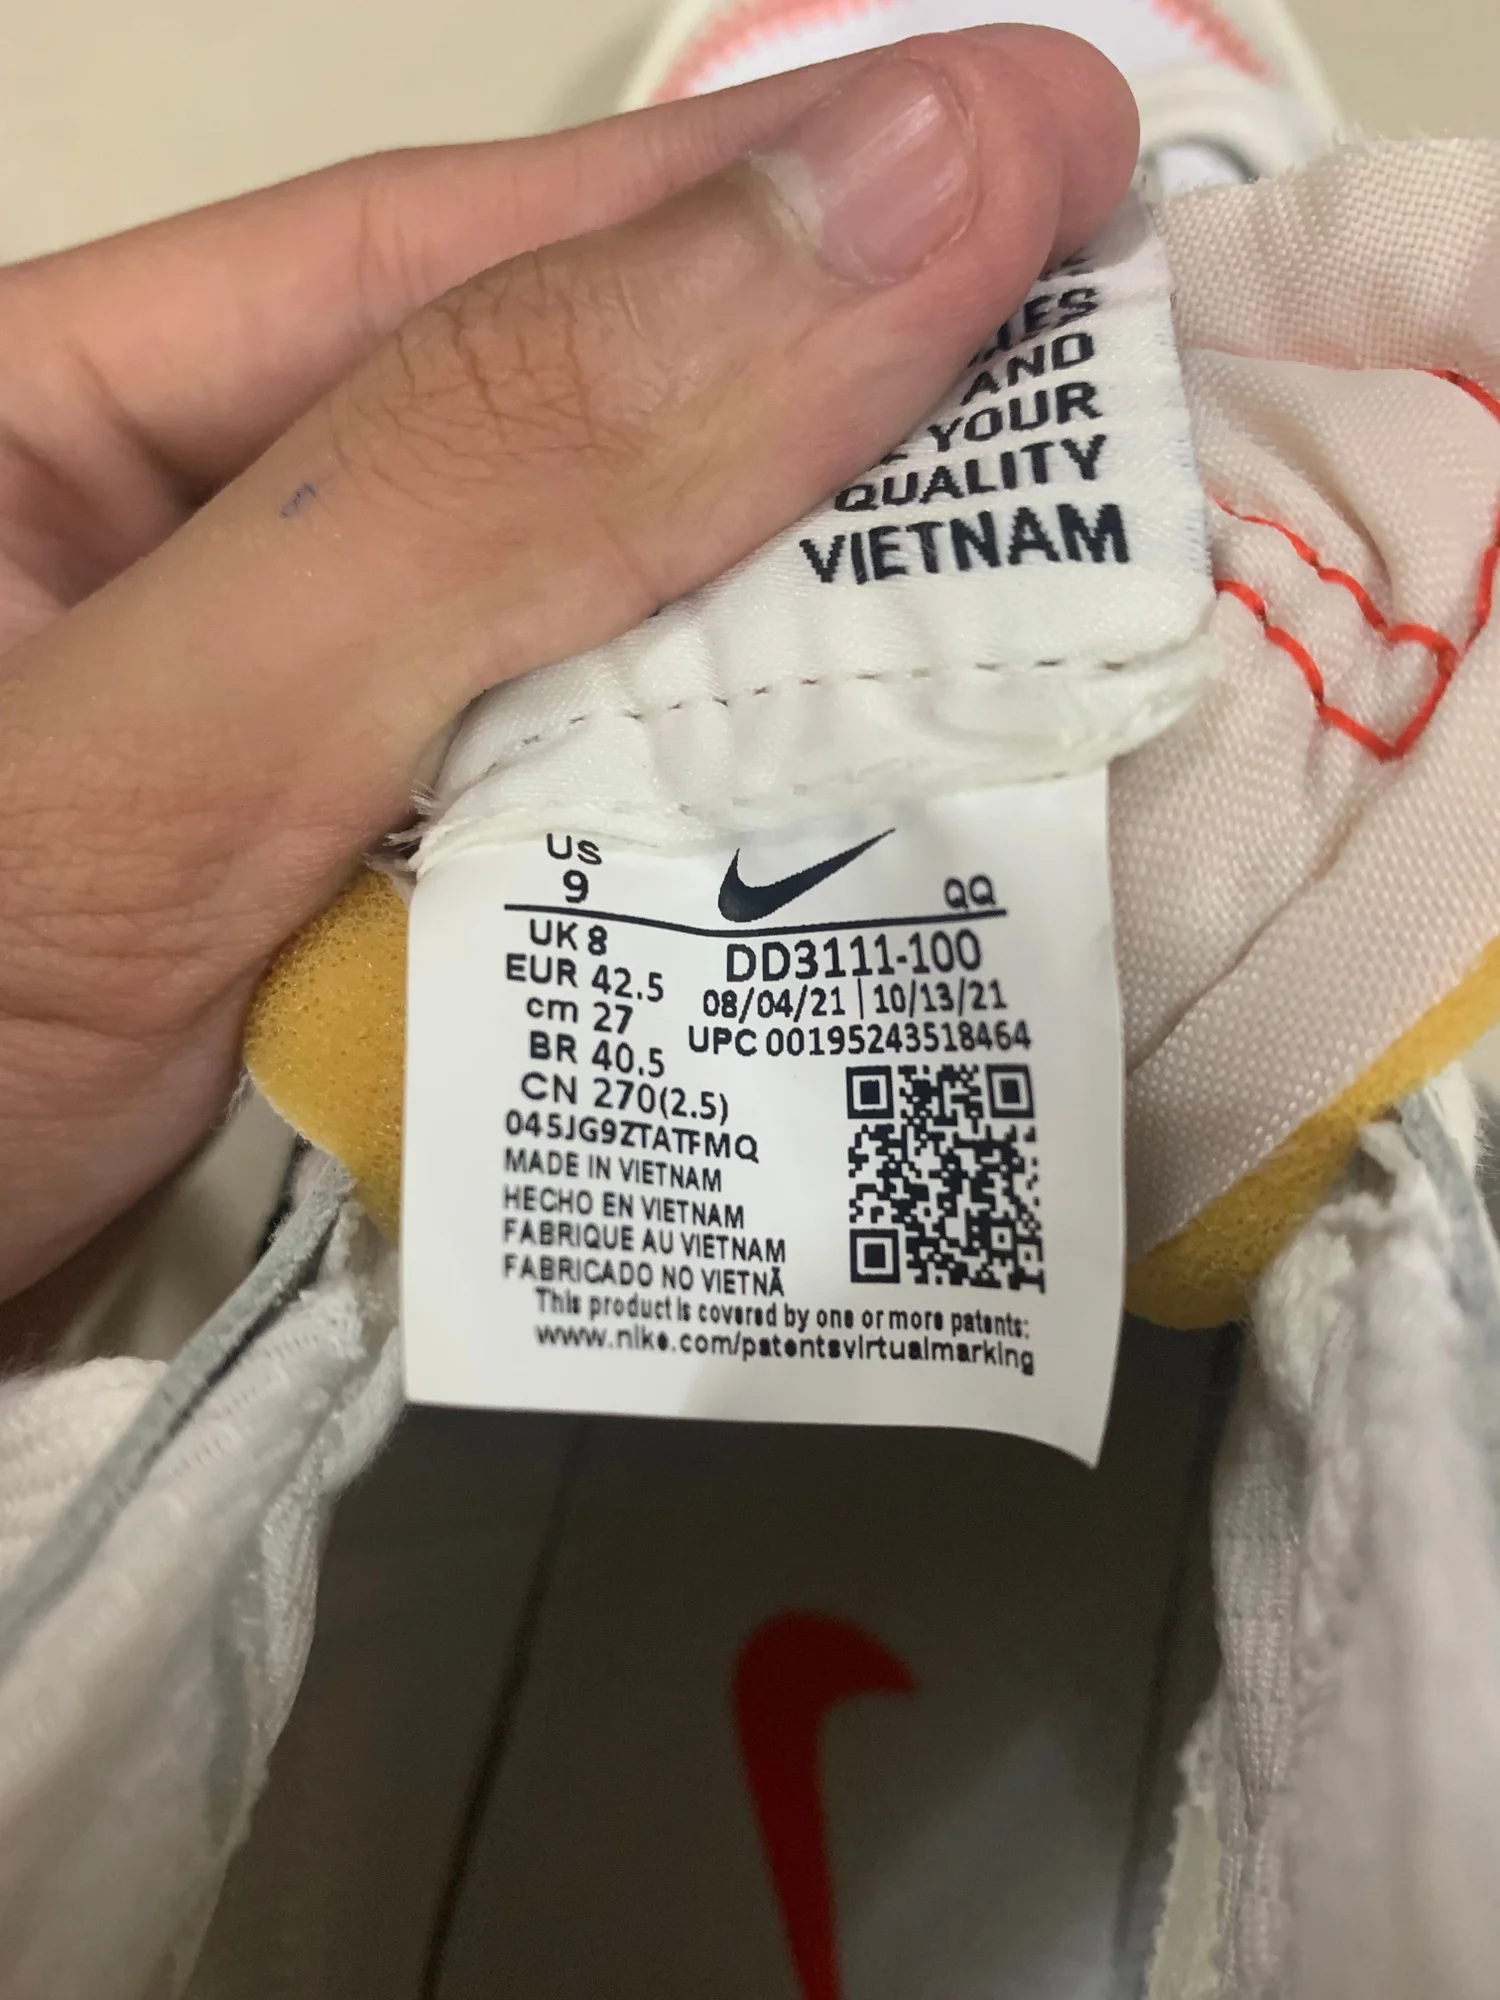 AND
YOUR
QUALITY
VIETNAM
US
9
QQ
UK 8
EUR 42.5
cm 27
BR 40.5
CN 270(2.5)
DD3111-100
08/04/21 | 10/13/21
UPC 00195243518464
045JG9ZTATFMQ
MADE IN VIETNAM
HECHO EN VIETNAM
FABRIQUE AU VIETNAM
FABRICADO NO VIETNÃ
This product is covered by one or more patents:
www.nike.com/patentsvirtualmarking